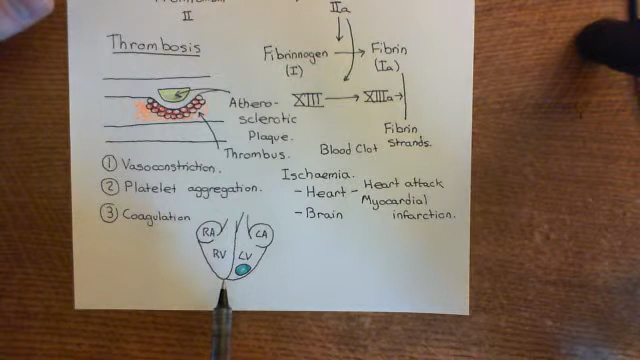 II
IIa
Thrombosis
Fibrinnogen
(I)
Fibrin
(Ia)
XIII
XIIIa
Fibrin
Strands.
Athero-
sclerotic
Plaque.
Thrombus.
Blood Clot
① Vasoconstriction.
② Platelet aggregation.
③ Coagulation
Ischaemia.
- Heart - Heart attack
Myocardial
infarction.
- Brain
RA
LA
RV
LV